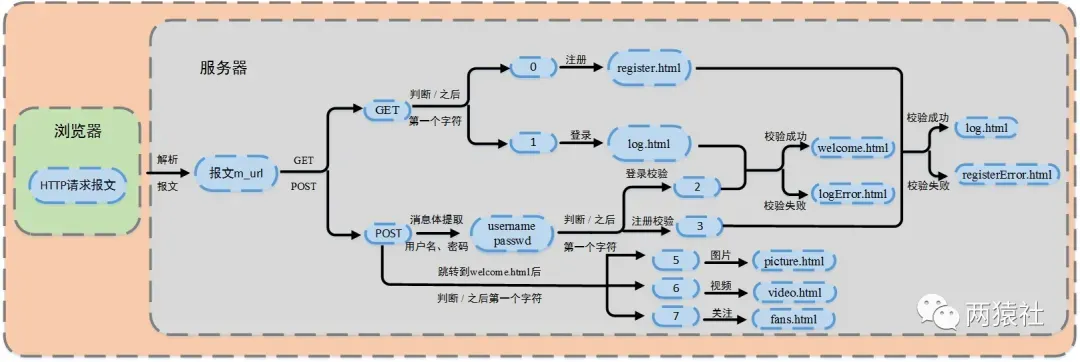 服务器
浏览器
HTTP请求报文
解析
报文
报文m_url
GET
POST
GET
判断 / 之后
第一个字符
0
注册
register.html
1
登录
log.html
登录校验
2
校验成功
welcome.html
校验失败
logError.html
校验成功
log.html
校验失败
registerError.html
POST
消息体提取
用户名、密码
username
passwd
判断 / 之后
第一个字符
注册校验
3
跳转到welcome.html后
判断 / 之后第一个字符
5
图片
picture.html
6
视频
video.html
7
关注
fans.html
两猿社